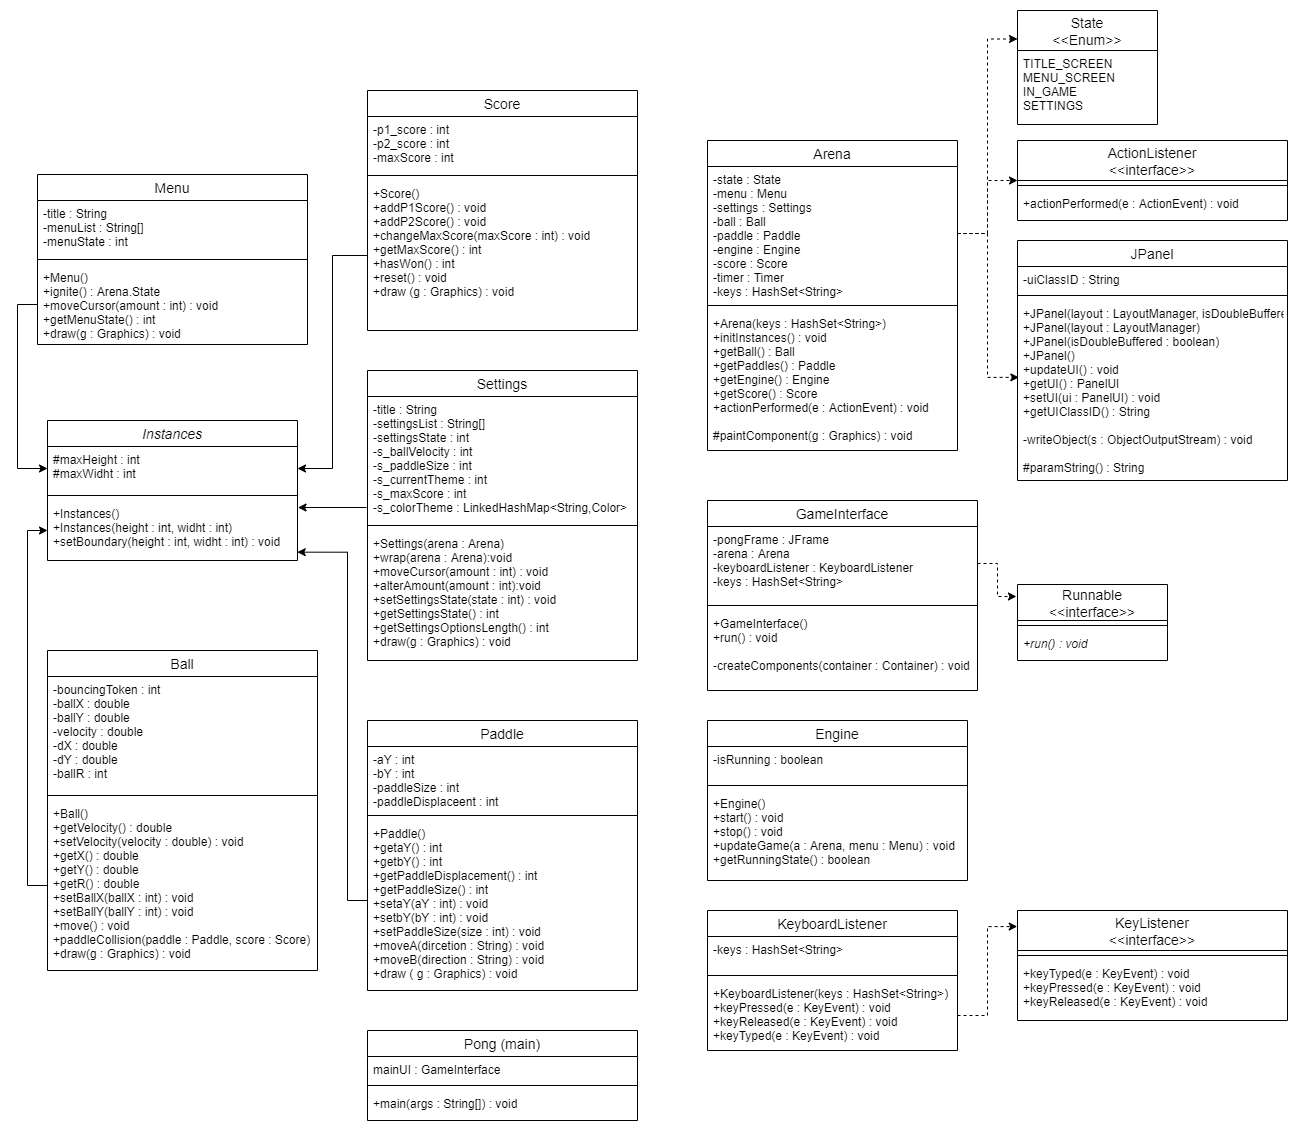 State
<<Enum>>
TITLE_SCREEN
MENU_SCREEN
IN_GAME
SETTINGS
Score
-p1_score : int
-p2_score : int
-maxScore : int
+Score()
+addP1Score() : void
+addP2Score() : void
+changeMaxScore(maxScore : int) : void
+getMaxScore() : int
+hasWon() : int
+reset() : void
+draw (g : Graphics) : void
Arena
-state : State
-menu : Menu
-settings : Settings
-ball : Ball
-paddle : Paddle
-engine : Engine
-score : Score
-timer : Timer
-keys : HashSet<String>
+Arena(keys : HashSet<String>)
+initInstances() : void
+getBall() : Ball
+getPaddles() : Paddle
+getEngine() : Engine
+getScore() : Score
+actionPerformed(e : ActionEvent) : void
#paintComponent(g : Graphics) : void
ActionListener
<<interface>>
+actionPerformed(e : ActionEvent) : void
Menu
-title : String
-menuList : String[]
-menuState : int
+Menu()
+ignite() : Arena.State
+moveCursor(amount : int) : void
+getMenuState() : int
+draw(g : Graphics) : void
JPanel
-uiClassID : String
+JPanel(layout : LayoutManager, isDoubleBuffere
+JPanel(layout : LayoutManager)
+JPanel(isDoubleBuffered : boolean)
+JPanel()
+updateUI() : void
+getUI() : PanelUI
+setUI(ui : PanelUI) : void
+getUIClassID() : String
-writeObject(s : ObjectOutputStream) : void
#paramString() : String
Settings
-title : String
-settingsList : String[]
-settingsState : int
-s_ballVelocity : int
-s_paddleSize : int
-s_currentTheme : int
-s_maxScore : int
-s_colorTheme : LinkedHashMap<String,Color>
+Settings(arena : Arena)
+wrap(arena : Arena):void
+moveCursor(amount : int) : void
+alterAmount(amount : int):void
+setSettingsState(state : int) : void
+getSettingsState() : int
+getSettingsOptionsLength() : int
+draw(g : Graphics) : void
Instances
#maxHeight : int
#maxWidht : int
+Instances()
+Instances(height : int, widht : int)
+setBoundary(height : int, widht : int) : void
GameInterface
-pongFrame : JFrame
-arena : Arena
-keyboardListener : KeyboardListener
-keys : HashSet<String>
+GameInterface()
+run() : void
-createComponents(container : Container) : void
Runnable
<<interface>>
+run() : void
Ball
-bouncingToken : int
-ballX : double
-ballY : double
-velocity : double
-dX : double
-dY : double
-ballR : int
+Ball()
+getVelocity() : double
+setVelocity(velocity : double) : void
+getX() : double
+getY() : double
+getR() : double
+setBallX(ballX : int) : void
+setBallY(ballY : int) : void
+move() : void
+paddleCollision(paddle : Paddle, score : Score)
+draw(g : Graphics) : void
Paddle
-aY : int
-bY : int
-paddleSize : int
-paddleDisplaceent : int
+Paddle()
+getaY() : int
+getbY() : int
+getPaddleDisplacement() : int
+getPaddleSize() : int
+setaY(aY : int) : void
+setbY(bY : int) : void
+setPaddleSize(size : int) : void
+moveA(dircetion : String) : void
+moveB(direction : String) : void
+draw ( g : Graphics) : void
Engine
-isRunning : boolean
+Engine()
+start() : void
+stop() : void
+updateGame(a : Arena, menu : Menu) : void
+getRunningState() : boolean
KeyboardListener
-keys : HashSet<String>
+KeyboardListener(keys : HashSet<String>)
+keyPressed(e : KeyEvent) : void
+keyReleased(e : KeyEvent) : void
+keyTyped(e : KeyEvent) : void
KeyListener
<<interface>>
+keyTyped(e : KeyEvent) : void
+keyPressed(e : KeyEvent) : void
+keyReleased(e : KeyEvent) : void
Pong (main)
mainUI : GameInterface
+main(args : String[]) : void